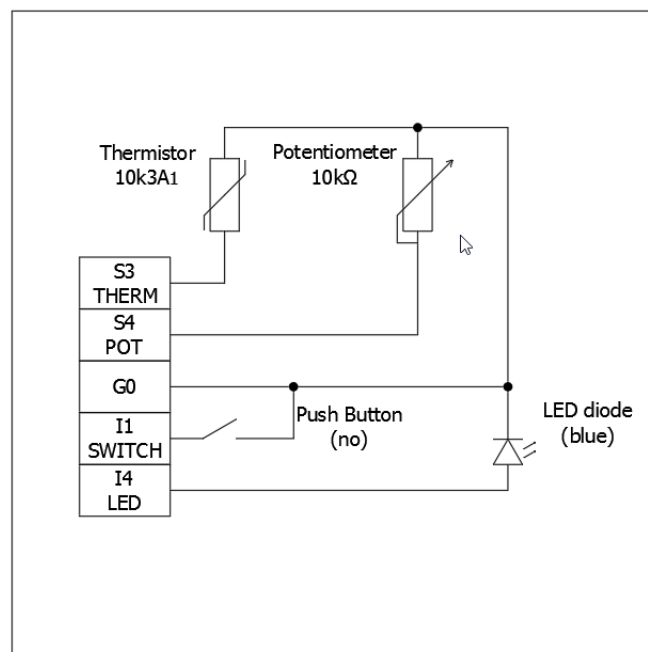 Thermistor
10k3A1
Potentiometer
10kΩ
S3
THERM
S4
POT
G0
I1
SWITCH
I4
LED
Push Button
(no)
LED diode
(blue)